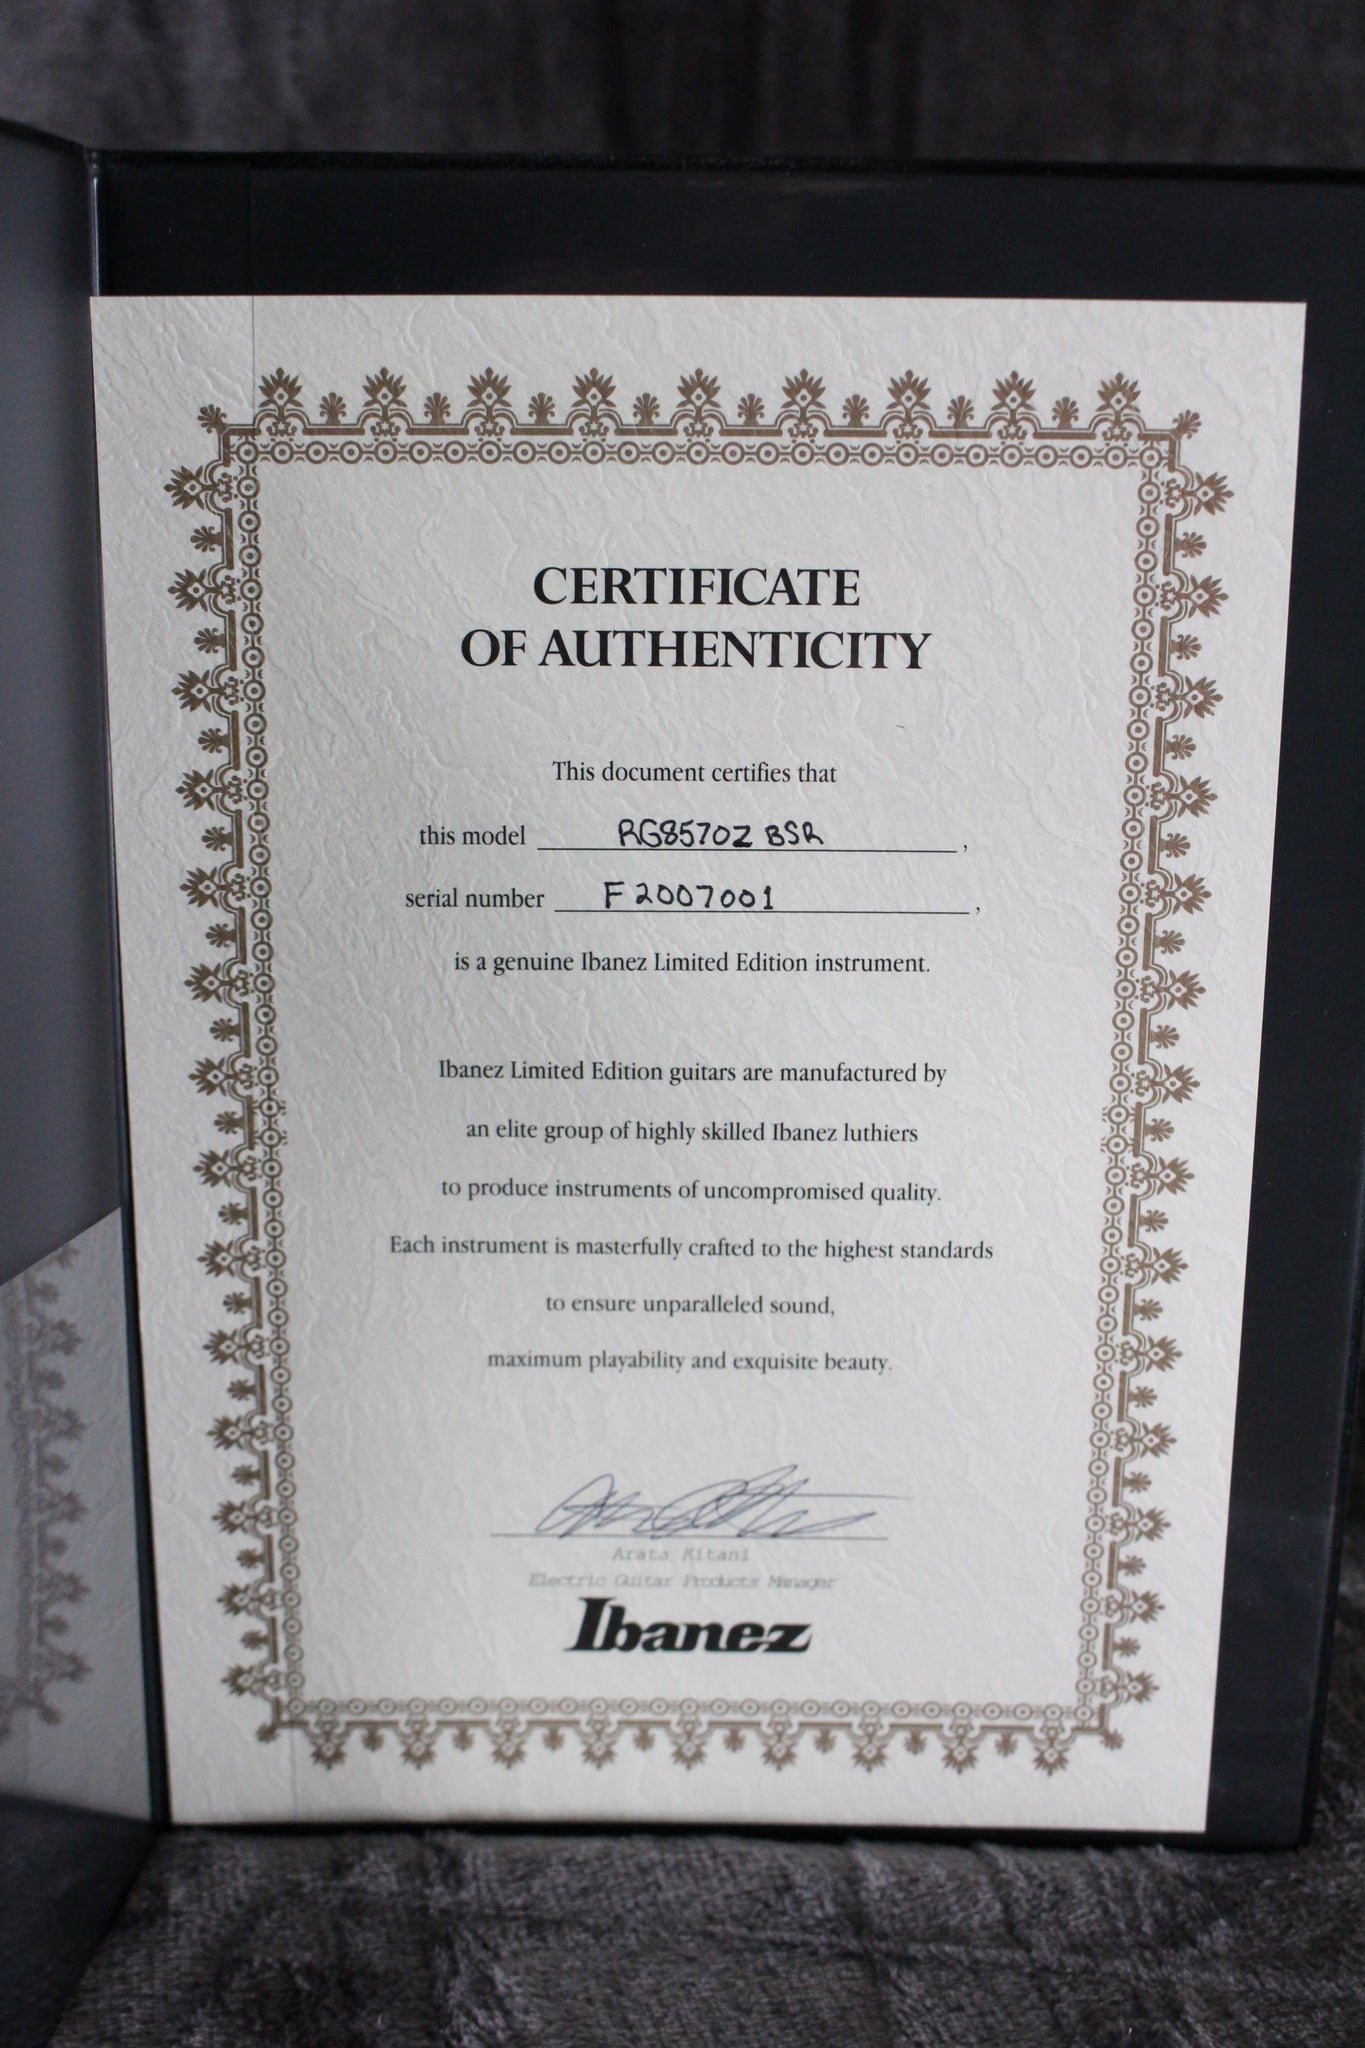 CERTIFICATE
OF AUTHENTICITY
This document certifies that
this model RG8570Z BSR,
serial number F2007001,
is a genuine Ibanez Limited Edition instrument.
Ibanez Limited Edition guitars are manufactured by
an elite group of highly skilled Ibanez luthiers
to produce instruments of uncompromised quality.
Each instrument is masterfully crafted to the highest standards
to ensure unparalleled sound,
maximum playability and exquisite beauty.
Arata Kitani
Electric Guitar Products Manager
Ibanez